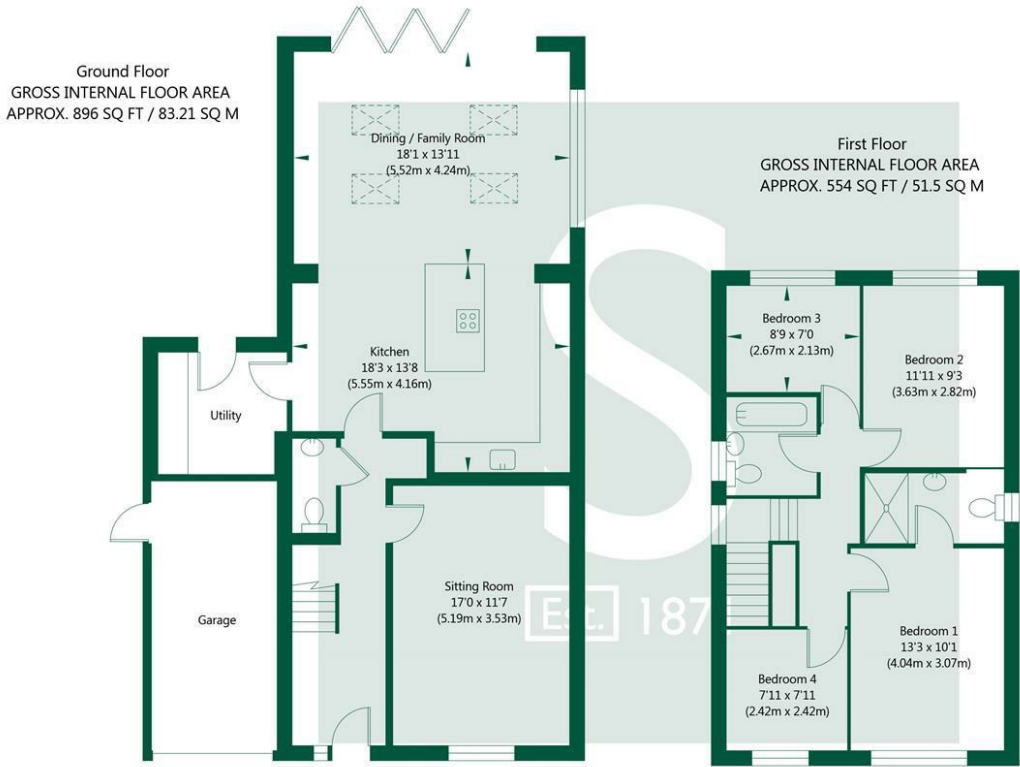 Ground Floor
GROSS INTERNAL FLOOR AREA
APPROX. 896 SQ FT / 83.21 SQ M
Dining / Family Room
18'1 x 13'11
(5.52m x 4.24m)
First Floor
GROSS INTERNAL FLOOR AREA
APPROX. 554 SQ FT / 51.5 SQ M
Kitchen
18'3 x 13'8
(5.55m x 4.16m)
Utility
Garage
Sitting Room
17'0 x 11'7
(5.19m x 3.53m)
Bedroom 3
8'9 x 7'0
(2.67m x 2.13m)
Bedroom 2
11'11 x 9'3
(3.63m x 2.82m)
Bedroom 1
13'3 x 10'1
(4.04m x 3.07m)
Bedroom 4
7'11 x 7'11
(2.42m x 2.42m)
S
Est.